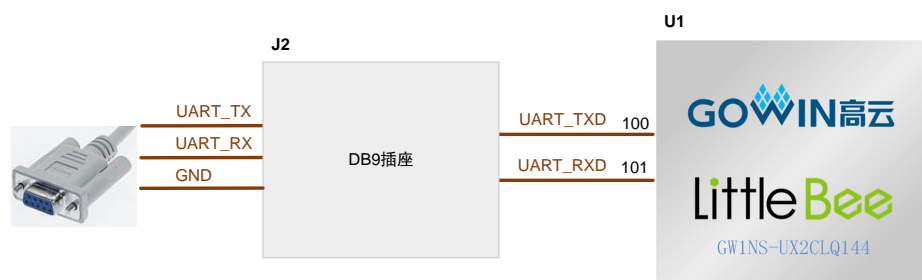 U1
J2
UART_TX
UART_RX
GND
DB9插座
UART_TXD 100
UART_RXD 101
GOWIN高云
LittleBee
GW1NS-UX2CLQ144